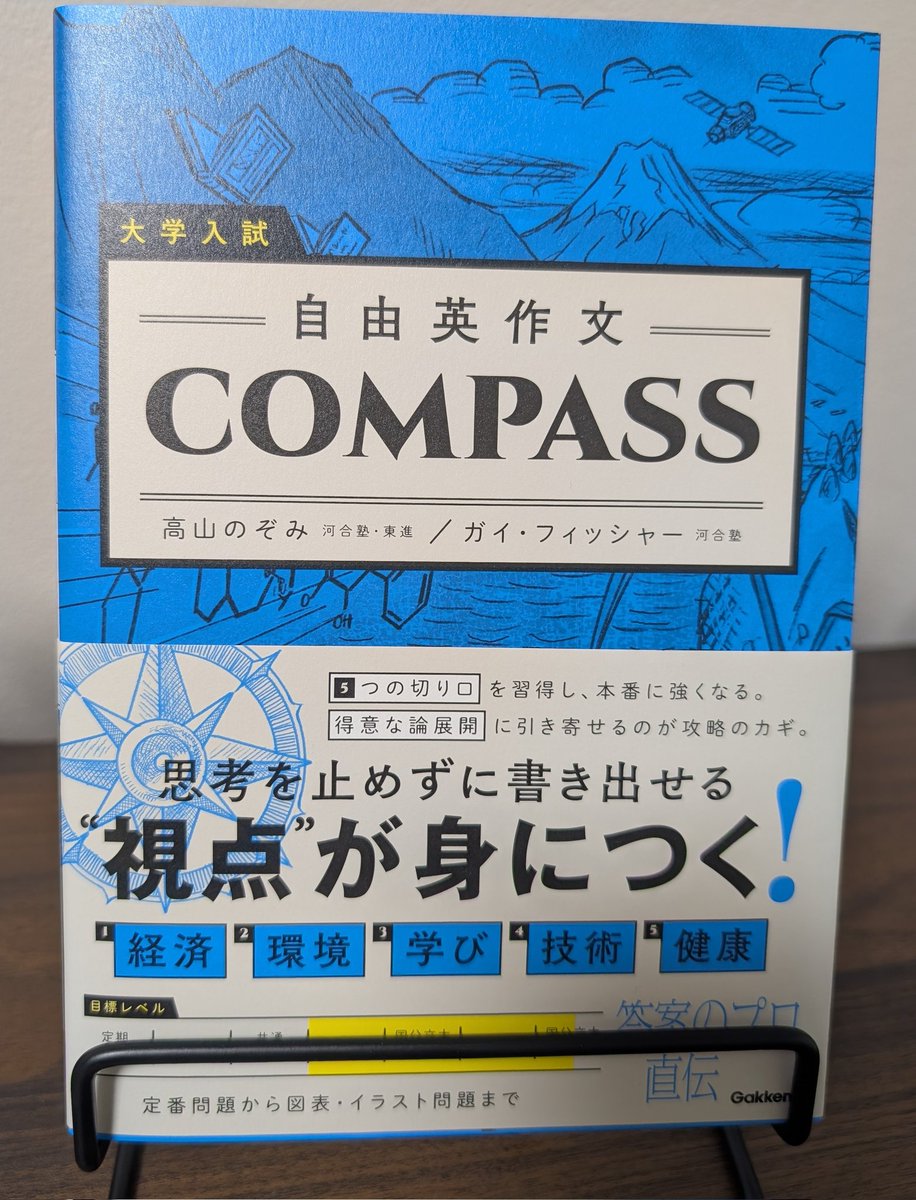 大学入試
自由英作文
COMPASS
高山のぞみ 河合塾・東進 / ガイ・フィッシャー 河合塾
OH
5つの切り口を習得し、本番に強くなる。
得意な論展開に引き寄せるのが攻略のカギ。
思考を止めずに書き出せる
“視点”が身につく!
1 経済 2 環境 3 学び 4 技術 5 健康
目標レベル
定期
答案のプロ
直伝
定番問題から図表・イラスト問題まで
Gakken